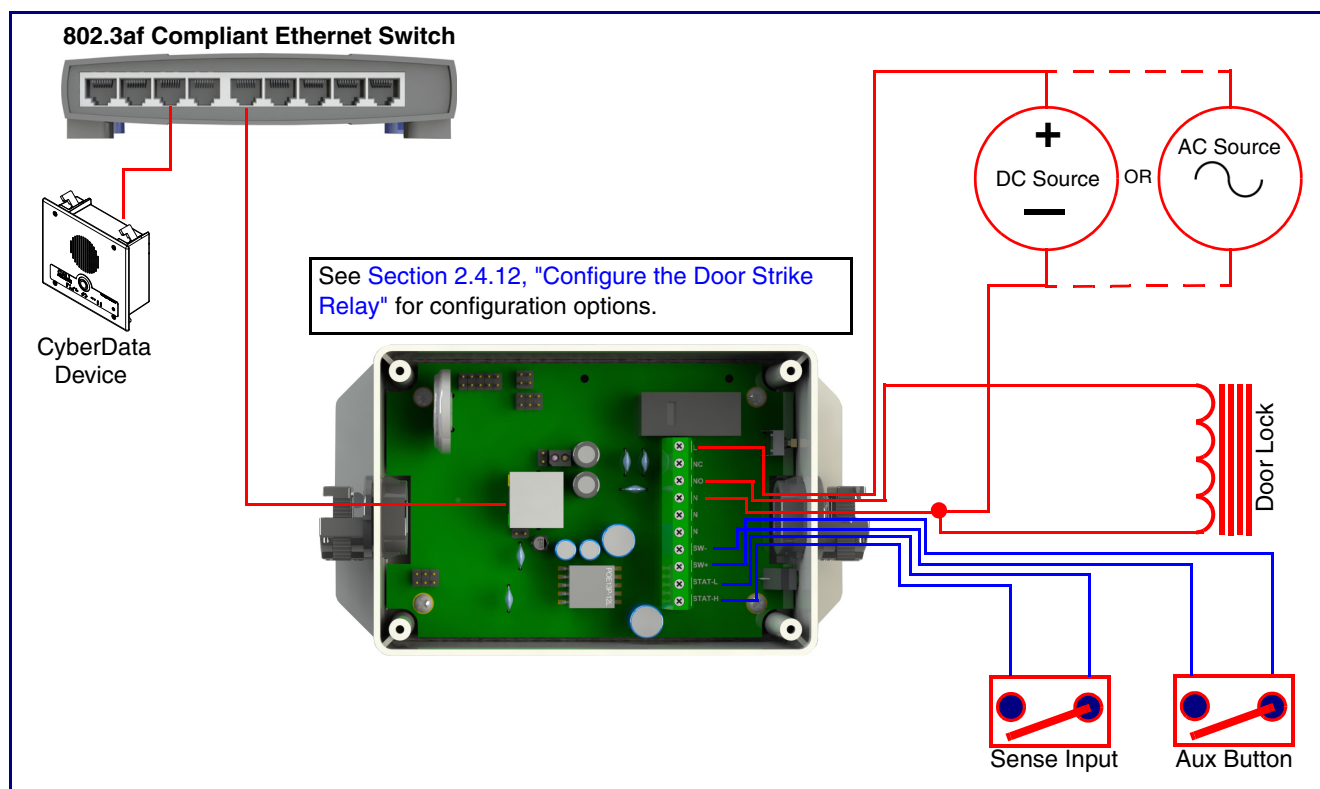 802.3af Compliant Ethernet Switch
CyberData
Device
See Section 2.4.12, "Configure the Door Strike
Relay" for configuration options.
+
DC Source
—
OR
AC Source
Door Lock
L
NC
NO
N
N
N
SW-
SW+
STAT-L
STAT-H
Sense Input
Aux Button